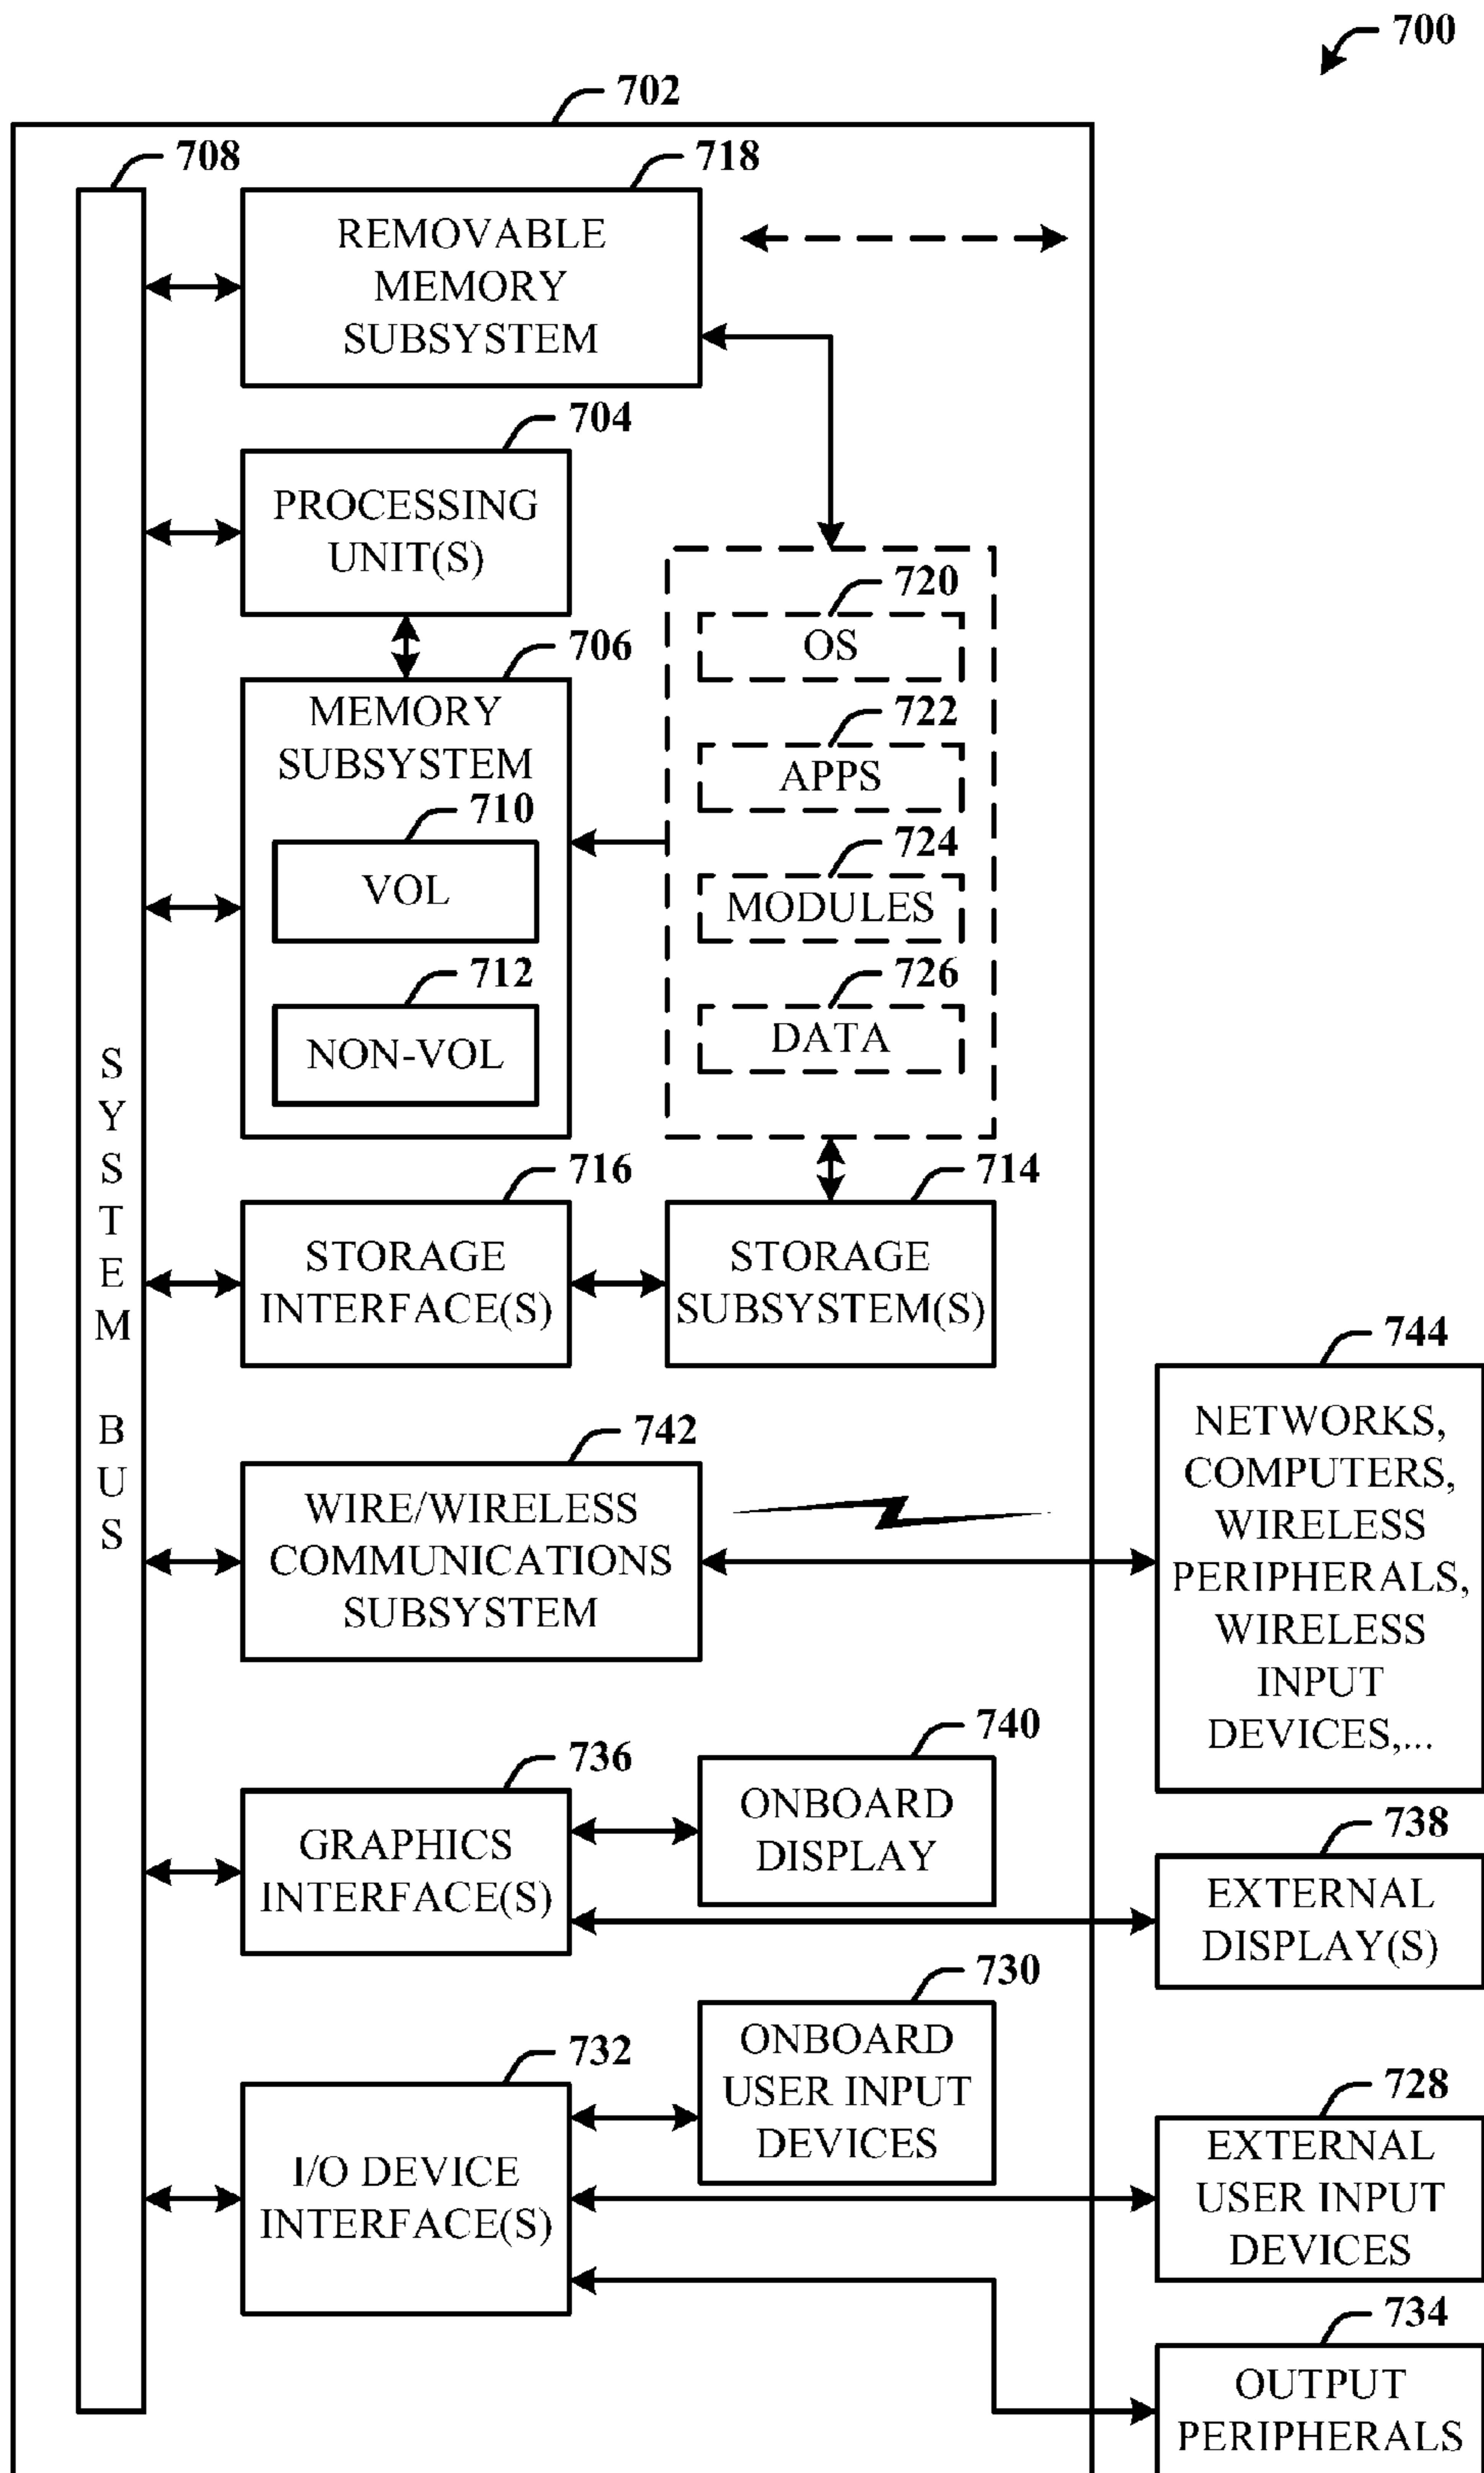 700
702
708
718
REMOVABLE
MEMORY
SUBSYSTEM
704
PROCESSING
UNIT(S)
706
MEMORY
SUBSYSTEM
710
VOL
712
NON-VOL
720
OS
722
APPS
724
MODULES
726
DATA
SYSTEM BUS
716
STORAGE
INTERFACE(S)
714
STORAGE
SUBSYSTEM(S)
742
WIRE/WIRELESS
COMMUNICATIONS
SUBSYSTEM
744
NETWORKS,
COMPUTERS,
WIRELESS
PERIPHERALS,
WIRELESS
INPUT
DEVICES,...
736
GRAPHICS
INTERFACE(S)
740
ONBOARD
DISPLAY
738
EXTERNAL
DISPLAY(S)
732
I/O DEVICE
INTERFACE(S)
730
ONBOARD
USER INPUT
DEVICES
728
EXTERNAL
USER INPUT
DEVICES
734
OUTPUT
PERIPHERALS